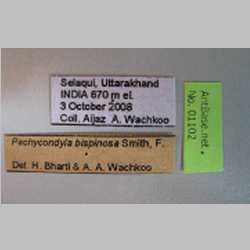 Selaqui, Uttarakhand
INDIA 670 m el.
3 October 2008
Coll. Aijaz A. Wachkoo
Pachycondyla bispinosa Smith, F.
Det. H. Bharti & A. A. Wachkoo
AntBase.net
No. 01102